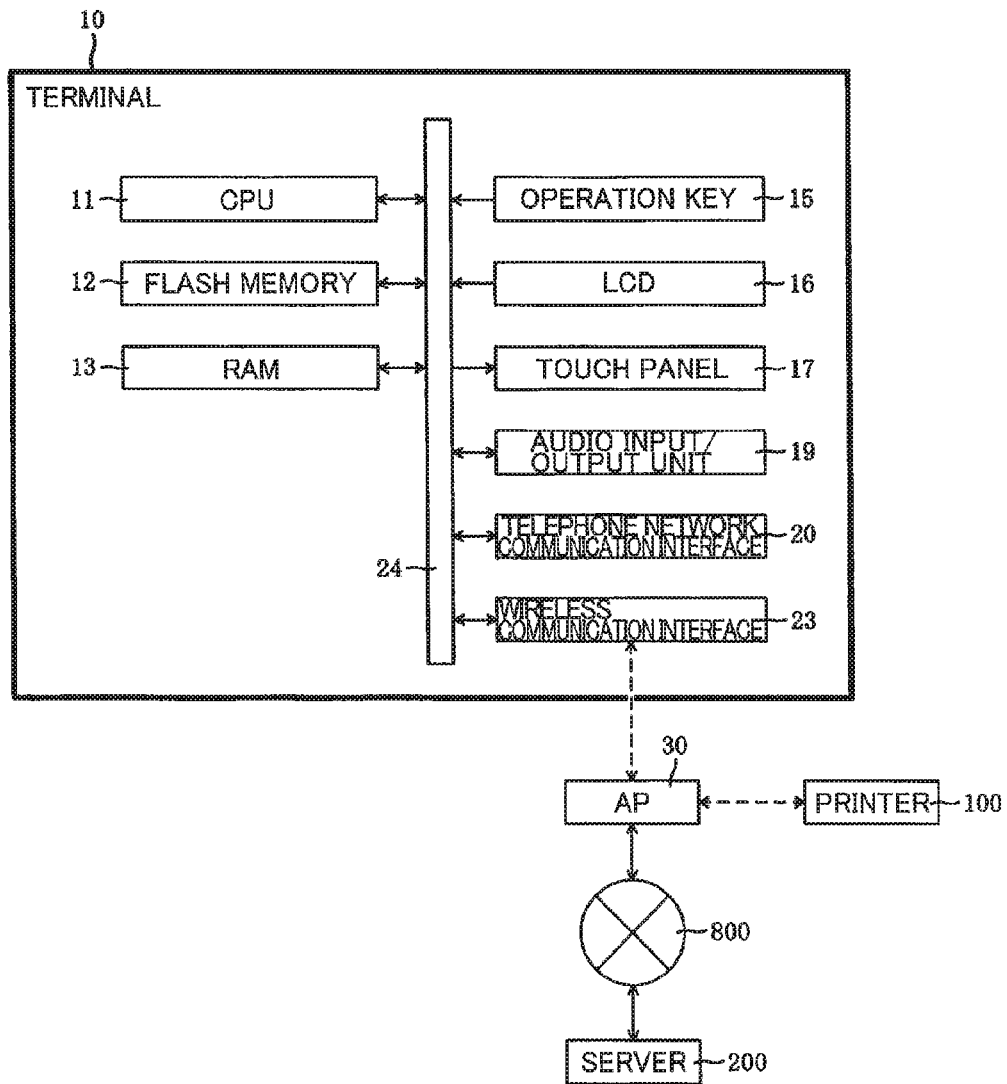 10
TERMINAL
11
CPU
OPERATION KEY
15
12
FLASH MEMORY
LCD
16
13
RAM
TOUCH PANEL
17
AUDIO INPUT/
OUTPUT UNIT
19
TELEPHONE NETWORK
COMMUNICATION INTERFACE
20
24
WIRELESS
COMMUNICATION INTERFACE
23
30
AP
PRINTER
100
800
SERVER
200